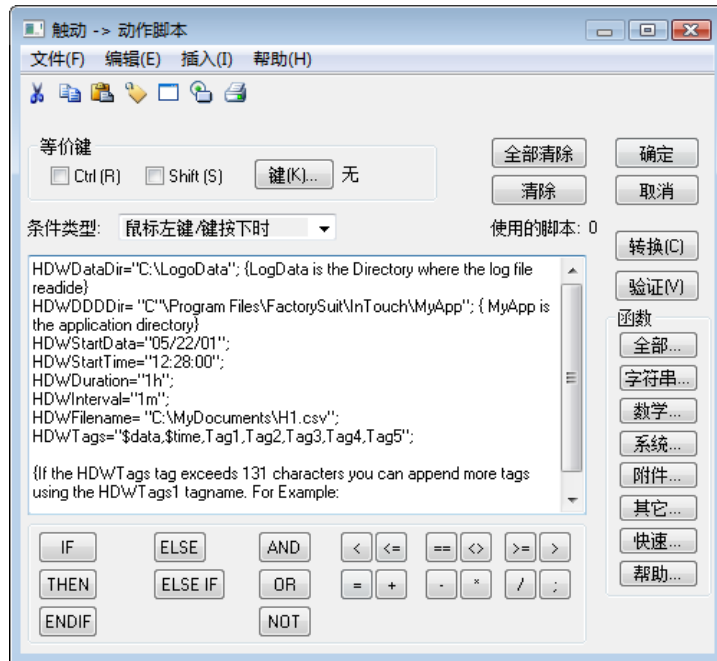 触动 -> 动作脚本
文件(F) 编辑(E) 插入(I) 帮助(H)
等价键
Ctrl (R) Shift (S) 键(K)... 无
全部清除 确定
清除 取消
条件类型: 鼠标左键/键按下时 使用的脚本: 0
转换(C)
验证(V)
HDWDataDir="C:\LogoData"; {LogData is the Directory where the log file
readide}
HDWDDDDir= "C"\Program Files\FactorySuit\InTouch\MyApp"; { MyApp is
the application directory}
HDWStartData="05/22/01";
HDWStartTime="12:28:00";
HDWDuration="1h";
HDWInterval="1m";
HDWFilename= "C:\MyDocuments\H1.csv";
HDWTags="$data,$time,Tag1,Tag2,Tag3,Tag4,Tag5";
{If the HDWTags tag exceeds 131 characters you can append more tags
using the HDWTags1 tagname. For Example:
函数
全部...
字符串...
数学...
系统...
附件...
其它...
快速...
帮助...
IF ELSE AND < <= == <> >= >
THEN ELSE IF OR = + - * / ;
ENDIF NOT